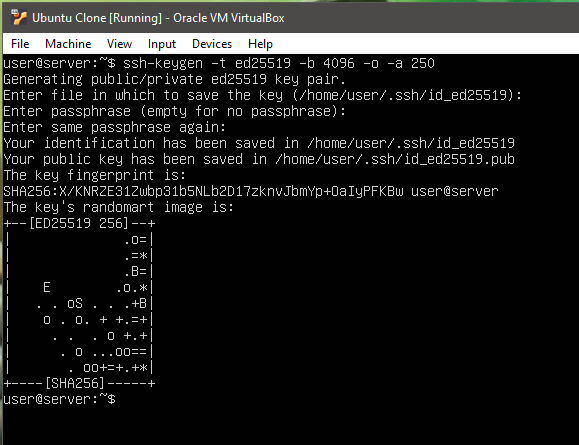 Ubuntu Clone [Running] - Oracle VM VirtualBox
File Machine View Input Devices Help
user@server:~$ ssh-keygen -t ed25519 -b 4096 -o -a 250
Generating public/private ed25519 key pair.
Enter file in which to save the key (/home/user/.ssh/id_ed25519):
Enter passphrase (empty for no passphrase):
Enter same passphrase again:
Your identification has been saved in /home/user/.ssh/id_ed25519
Your public key has been saved in /home/user/.ssh/id_ed25519.pub
The key fingerprint is:
SHA256:X/KNRZE31Zwbp31b5NLb2D17zknvJbmYp+OaIyPFKBw user@server
The key's randomart image is:
+--[ED25519 256]--+
|              .o=|
|              .=*|
|              .B=|
|    E        .o.*|
|   . . oS . . .+B|
|    o . o. + +.=+|
|     . .  . o +.+|
|      . o ...oo==|
|       . oo+=+.+*|
+----[SHA256]-----+
user@server:~$